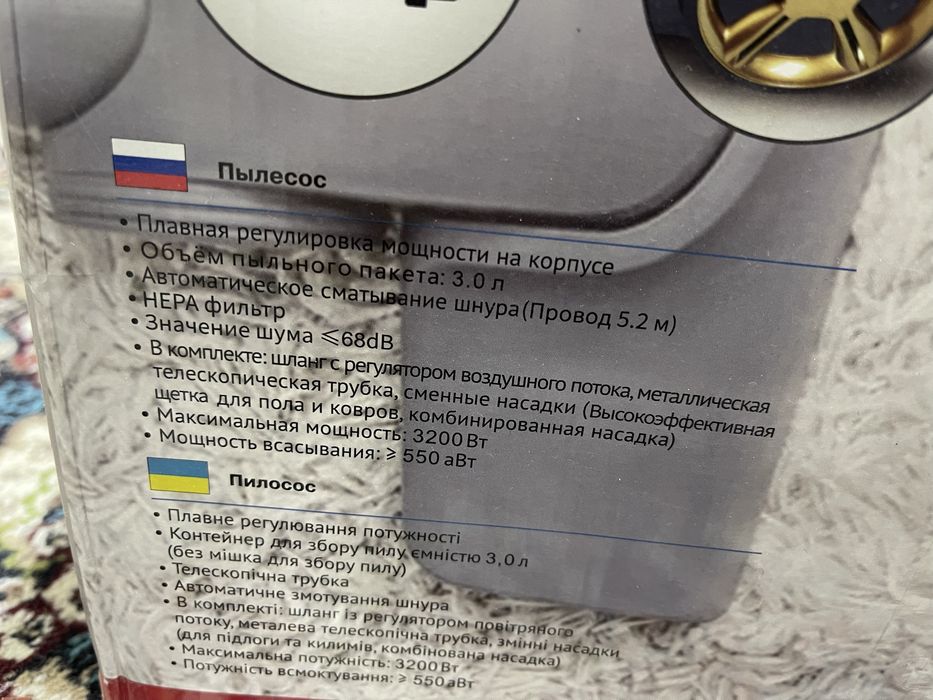 Пылесос
• Плавная регулировка мощности на корпусе
• Объём пыльного пакета: 3.0 л
• Автоматическое сматывание шнура(Провод 5.2 м)
• HEPA фильтр
• Значение шума ⩽68dB
• В комплекте: шланг с регулятором воздушного потока, металлическая
телескопическая трубка, сменные насадки (Высокоэффективная
щетка для пола и ковров, комбинированная насадка)
• Максимальная мощность: 3200 Вт
• Мощность всасывания: ⩾ 550 аВт
Пилосос
• Плавне регулювання потужності
• Контейнер для збору пилу ємністю 3,0 л
(без мішка для збору пилу)
• Телескопічна трубка
• Автоматичне змотування шнура
• В комплекті: шланг із регулятором повітряного
потоку, металева телескопічна трубка, змінні насадки
(для підлоги та килимів, комбінована насадка)
• Максимальна потужність: 3200 Вт
• Потужність всмоктування: ⩾ 550 аВт